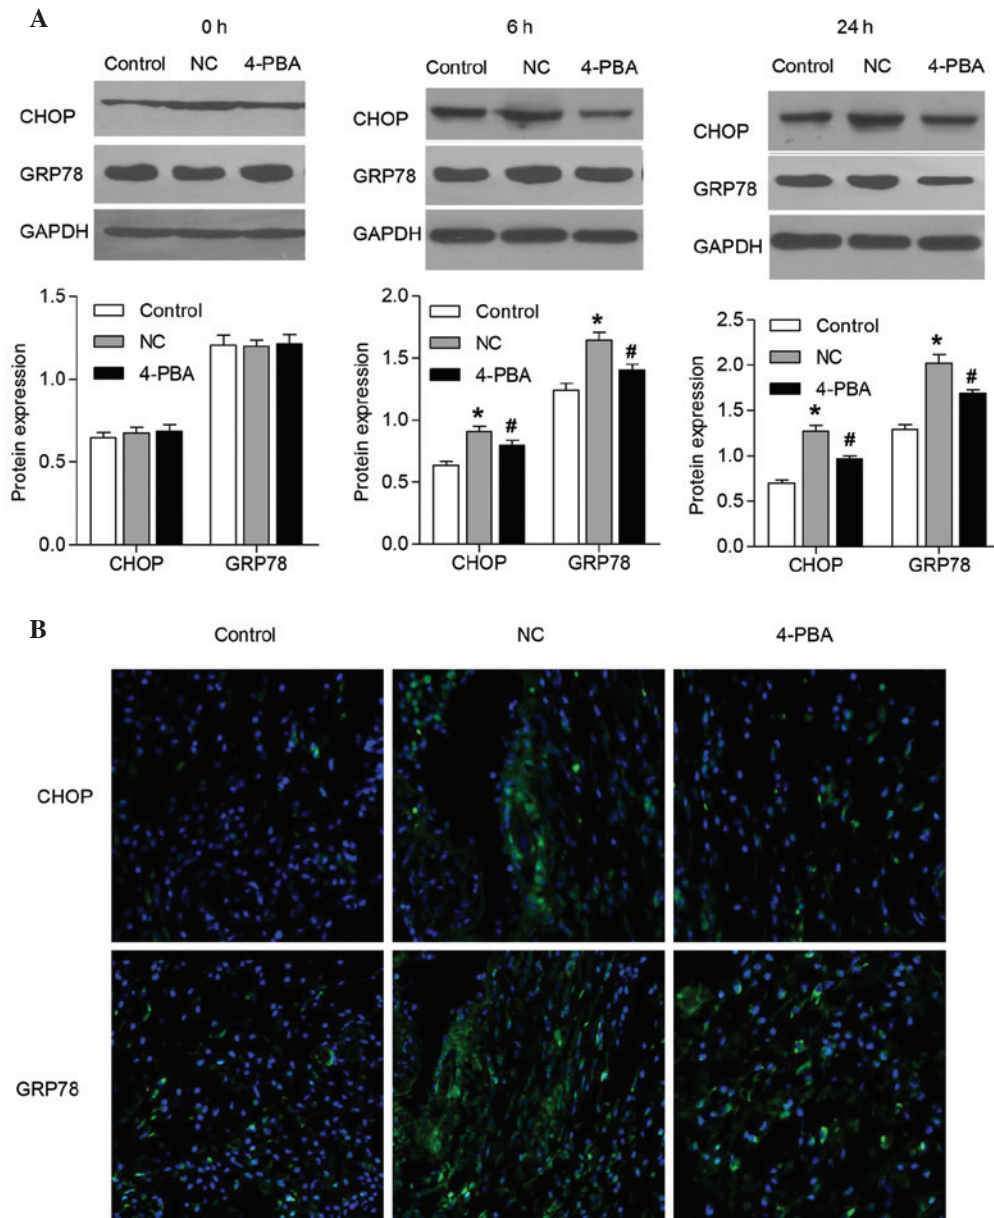 A
0 h
6 h
24 h
Control NC 4-PBA
CHOP
GRP78
GAPDH
Control NC 4-PBA
CHOP
GRP78
GAPDH
Control NC 4-PBA
CHOP
GRP78
GAPDH
Protein expression
1.5
1.0
0.5
0.0
Control
NC
4-PBA
CHOP GRP78
Protein expression
2.0
1.5
1.0
0.5
0.0
Control
NC
4-PBA
* #
* #
CHOP GRP78
Protein expression
2.5
2.0
1.5
1.0
0.5
0.0
Control
NC
4-PBA
* #
* #
CHOP GRP78
B
Control NC 4-PBA
CHOP
GRP78